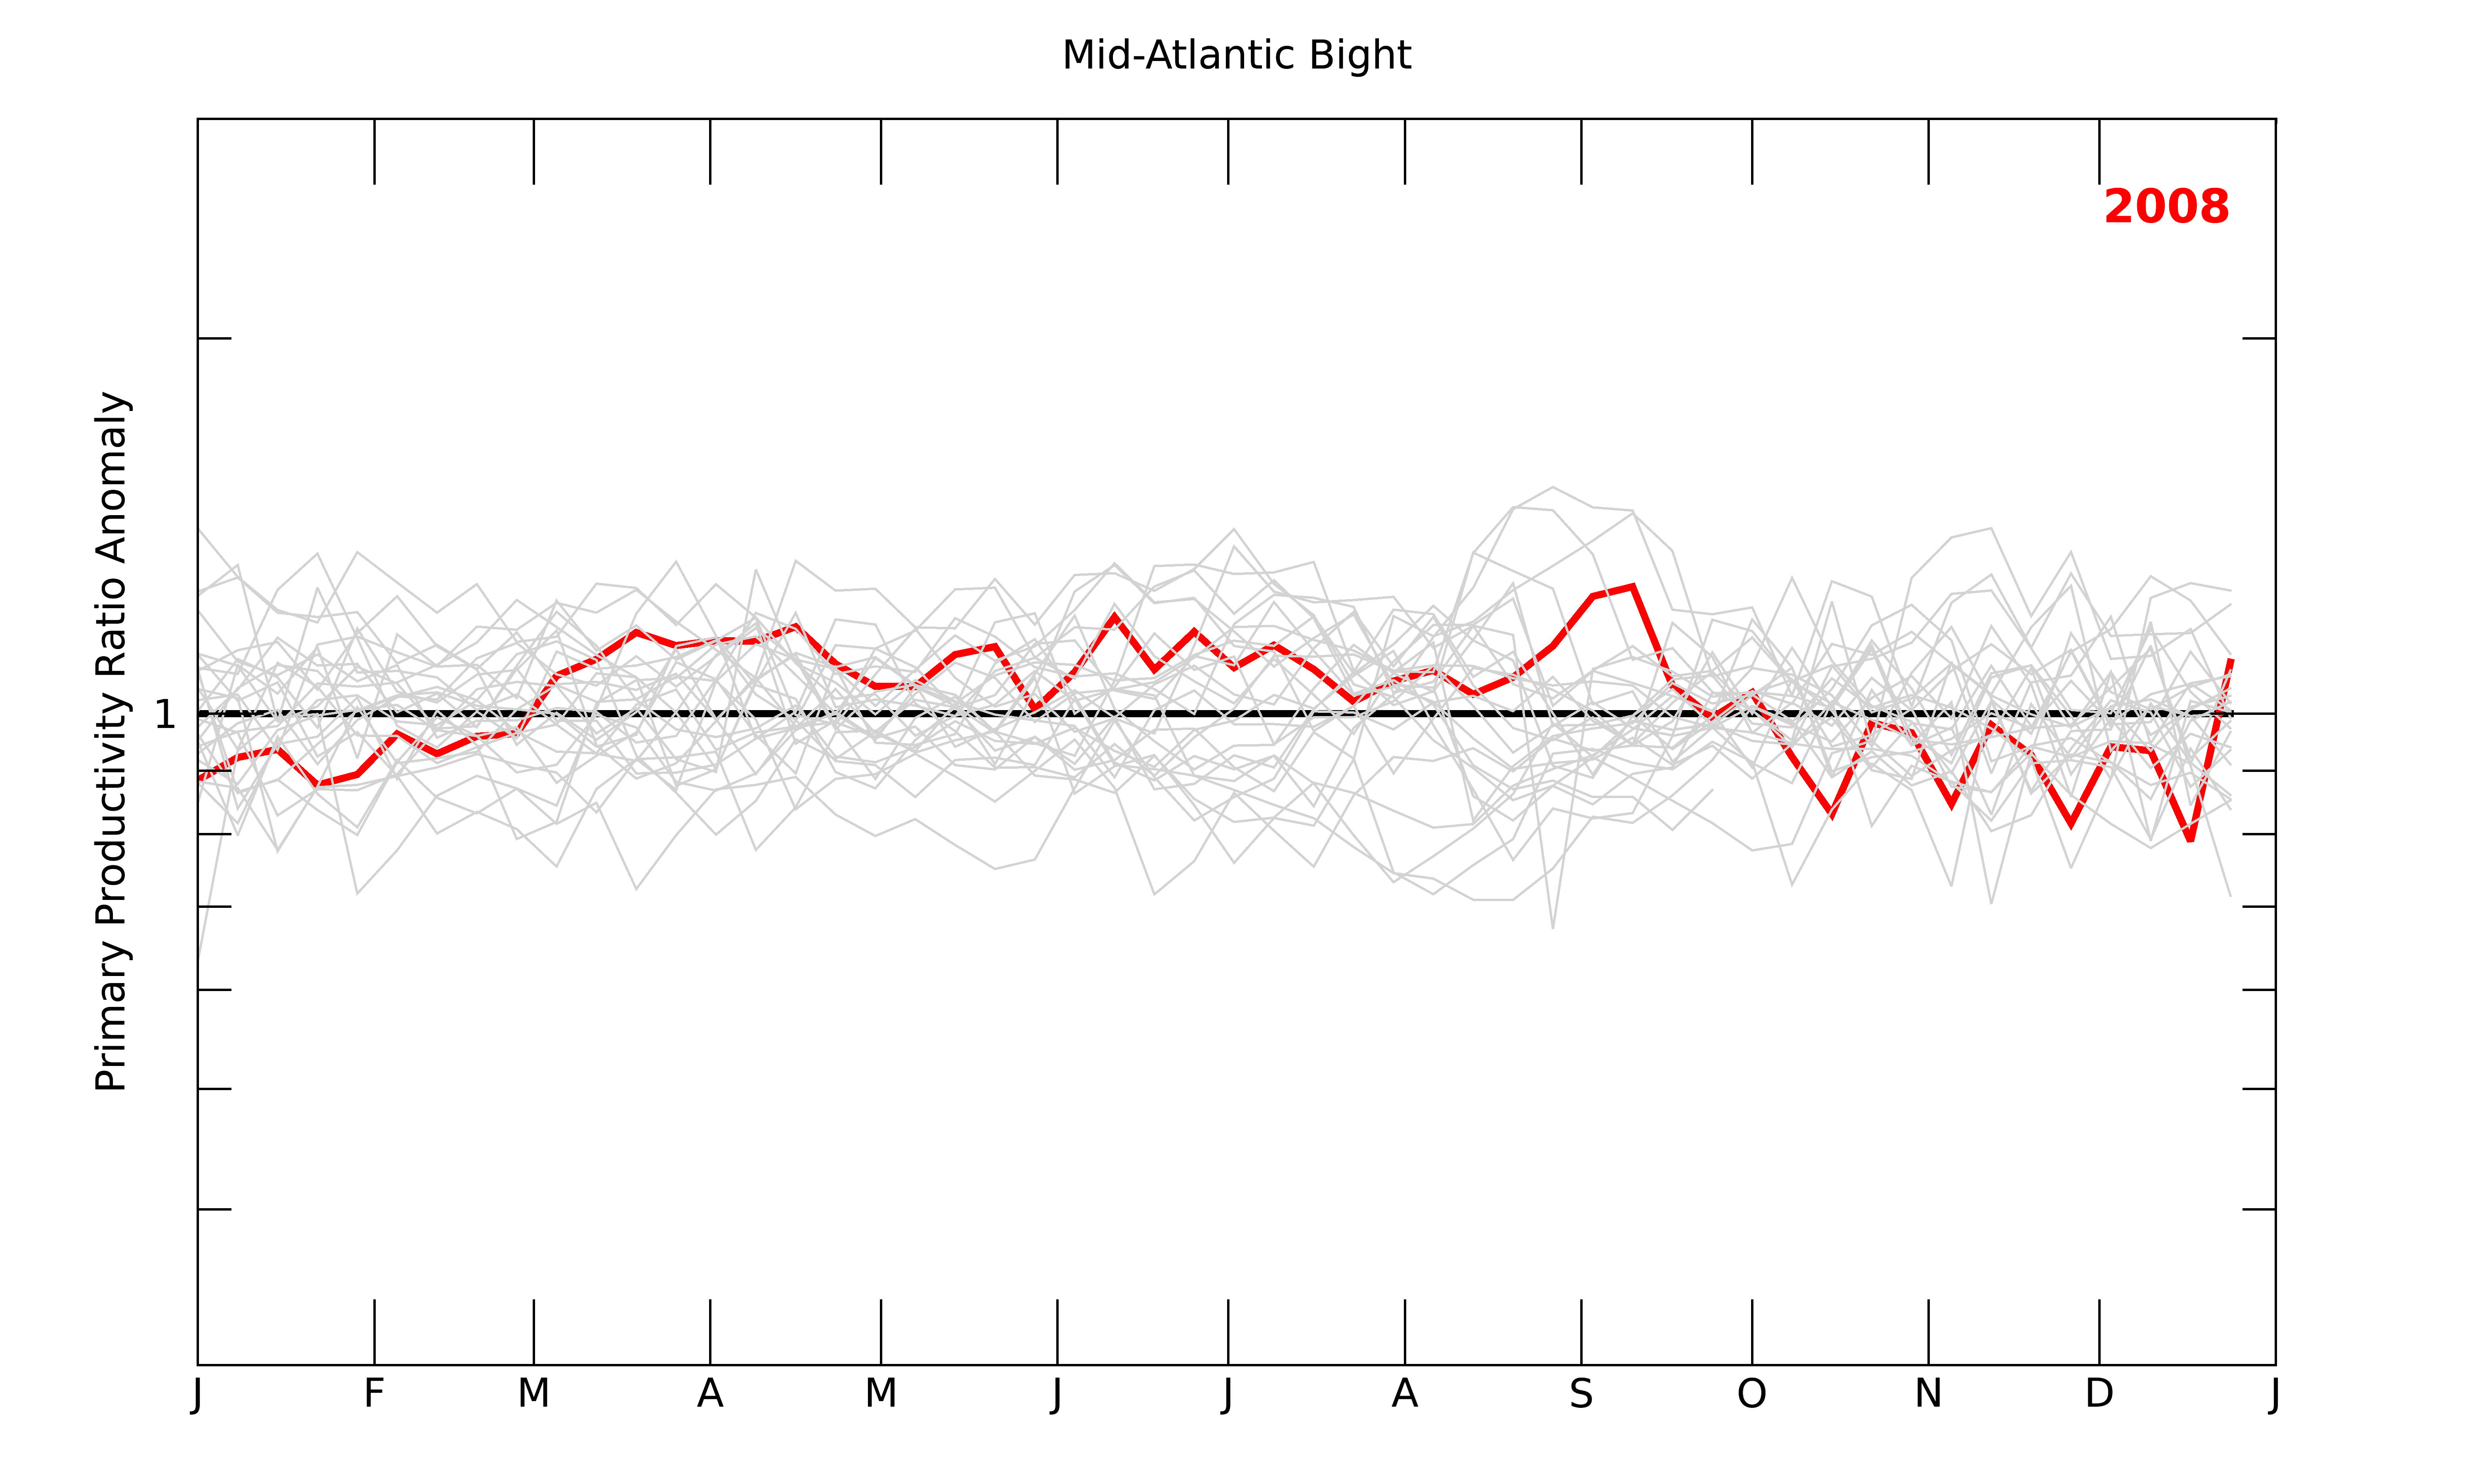 Mid-Atlantic Bight
2008
Primary Productivity Ratio Anomaly
1
J F M A M J J A S O N D J